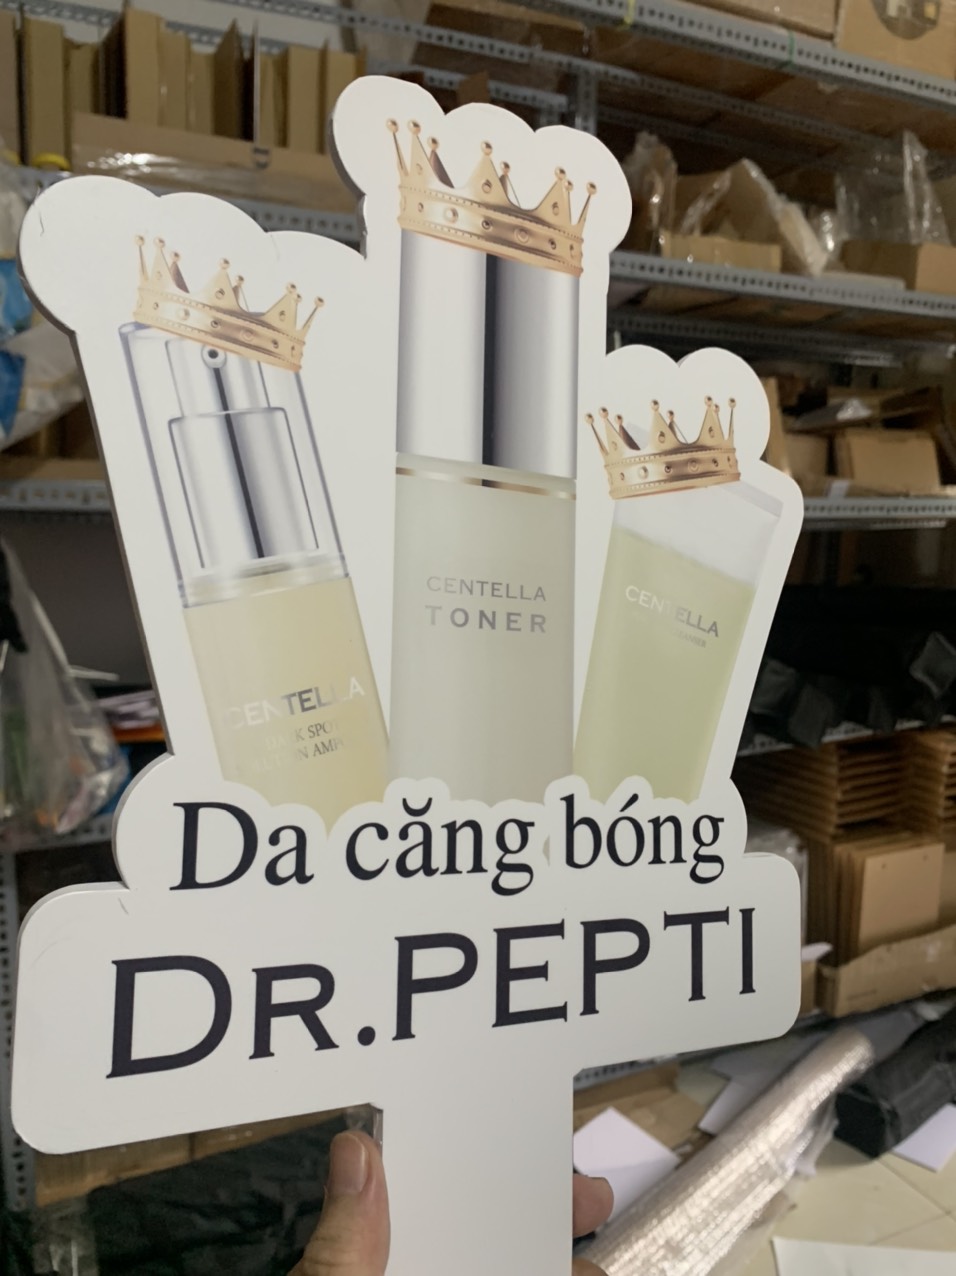 CENTELLA
TONER
CENTELLA
CENTELLA
Da căng bóng
DR.PEPTI